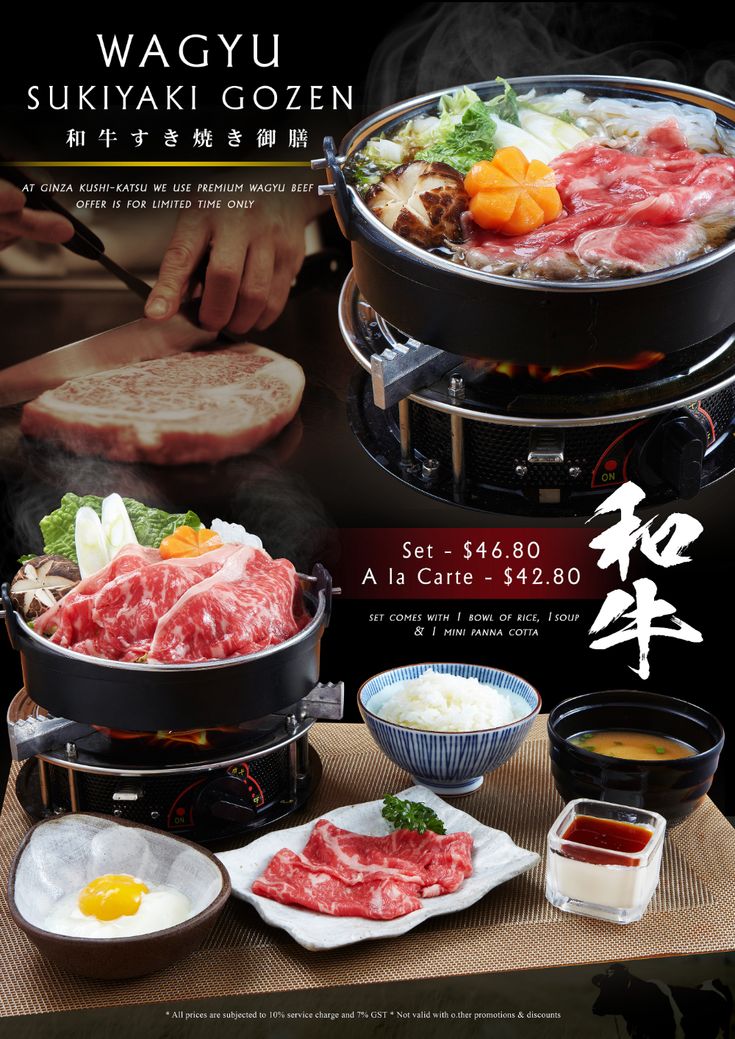 WAGYU
SUKIYAKI GOZEN
和牛すき焼き御膳
AT GINZA KUSHI-KATSU WE USE PREMIUM WAGYU BEEF
OFFER IS FOR LIMITED TIME ONLY
ON
Set - $46.80
A la Carte - $42.80
SET COMES WITH 1 BOWL OF RICE, 1SOUP
& 1 MINI PANNA COTTA
和牛
* All prices are subjected to 10% service charge and 7% GST * Not valid with o.ther promotions & discounts